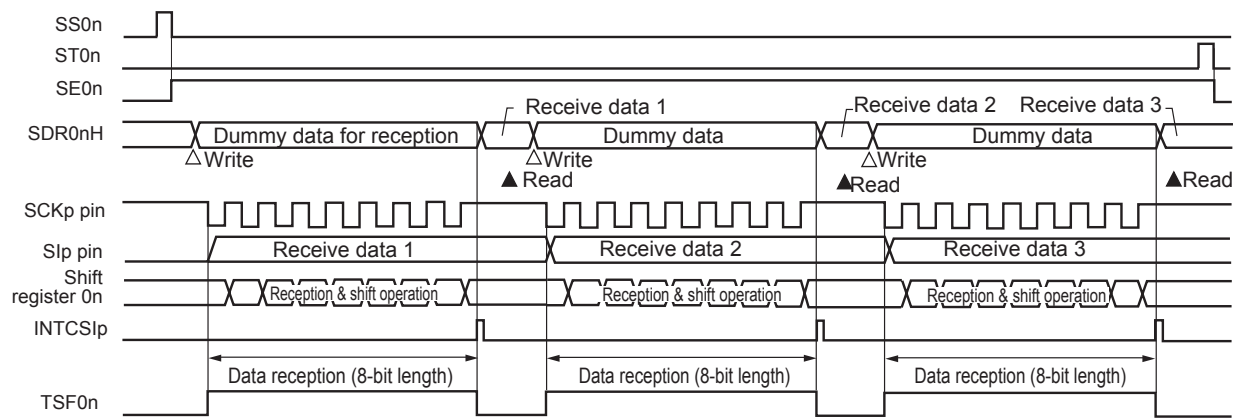 SS0n
ST0n
SE0n
Receive data 1
Receive data 2
Receive data 3
SDR0nH
Dummy data for reception
Dummy data
Dummy data
△Write
△Write
△Write
▲Read
▲Read
▲Read
SCKp pin
SIp pin
Receive data 1
Receive data 2
Receive data 3
Shift
register 0n
Reception & shift operation
Reception & shift operation
Reception & shift operation
INTCSIp
Data reception (8-bit length)
Data reception (8-bit length)
Data reception (8-bit length)
TSF0n